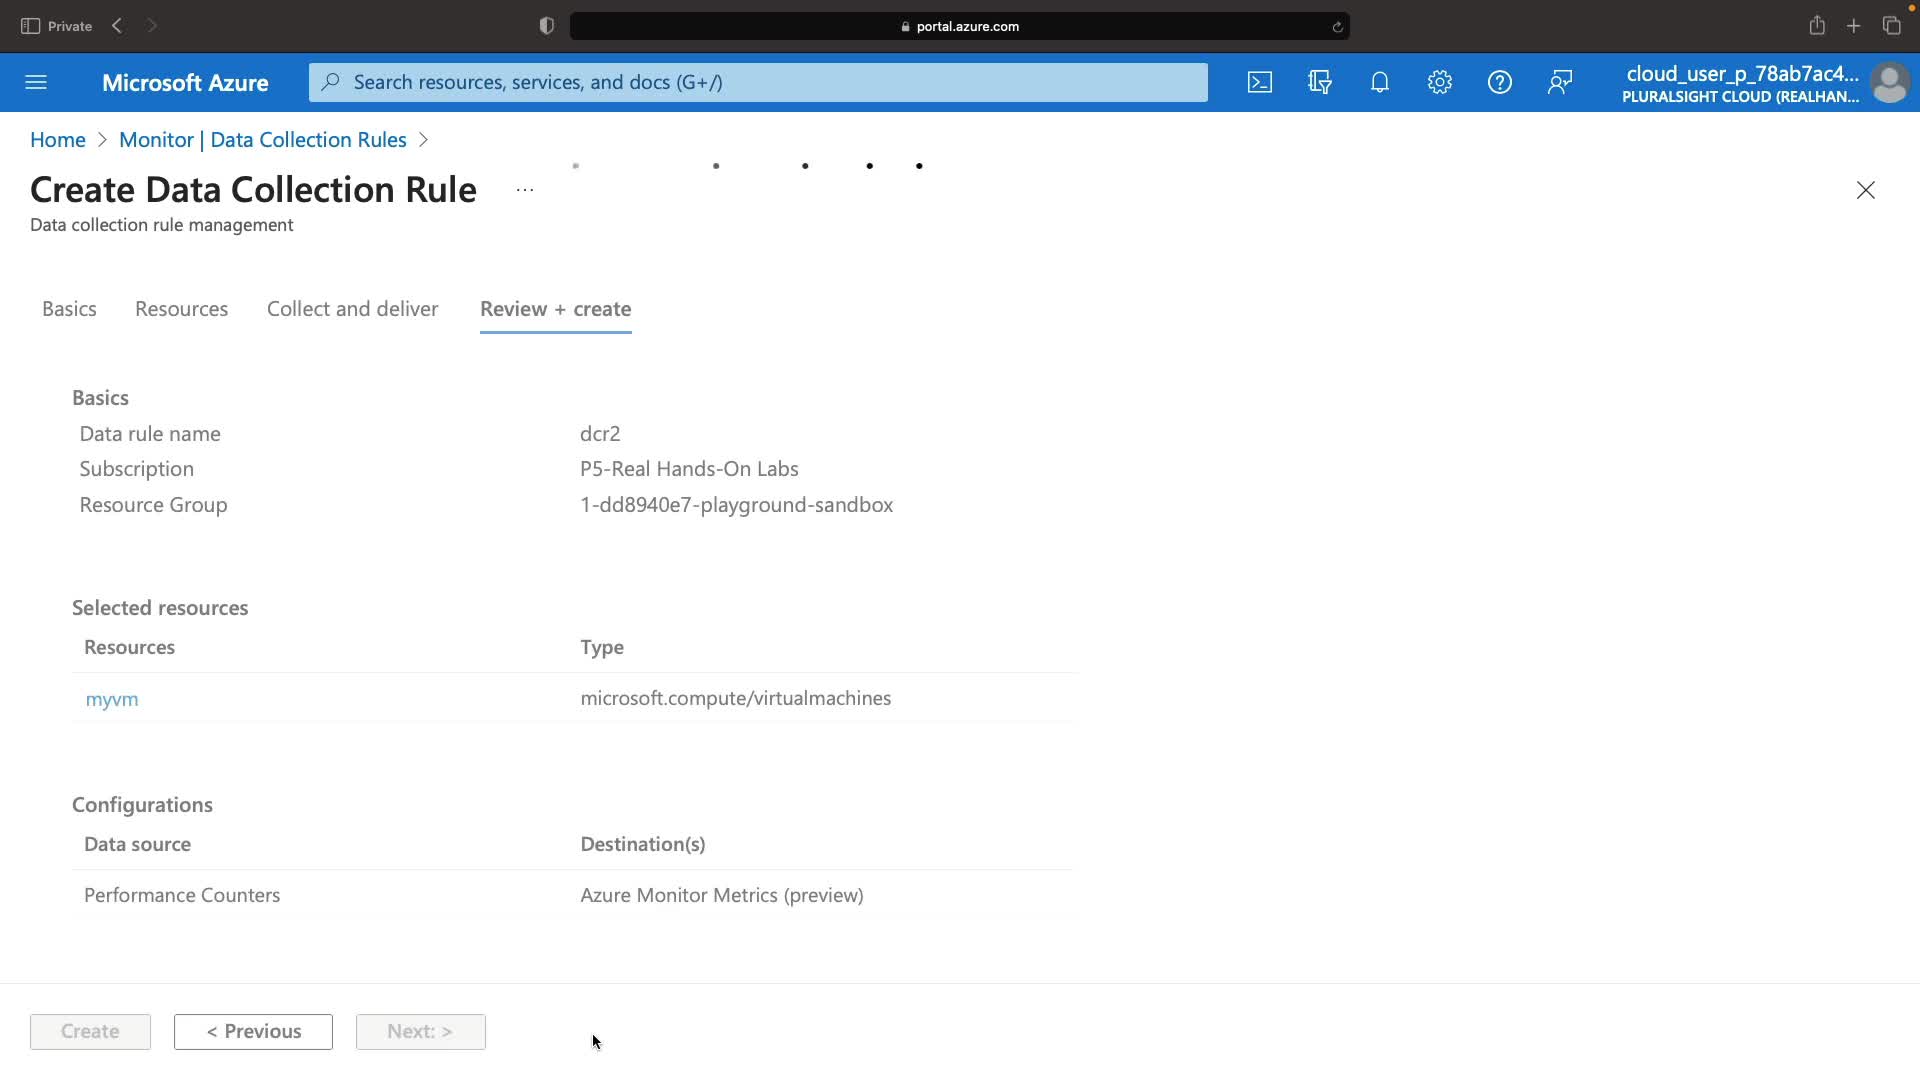 Private
portal.azure.com
Microsoft Azure
Search resources, services, and docs (G+/)
cloud_user_p_78ab7ac4...
PLURALSIGHT CLOUD (REALHAN...
Home > Monitor | Data Collection Rules >
Create Data Collection Rule ...
Data collection rule management
Basics
Resources
Collect and deliver
Review + create
Basics
Data rule name dcr2
Subscription P5-Real Hands-On Labs
Resource Group 1-dd8940e7-playground-sandbox
Selected resources
Resources Type
myvm microsoft.compute/virtualmachines
Configurations
Data source Destination(s)
Performance Counters Azure Monitor Metrics (preview)
Create
< Previous
Next: >